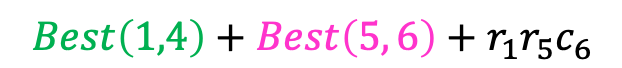 Best(1,4) + Best(5,6) + r₁r₅c₆